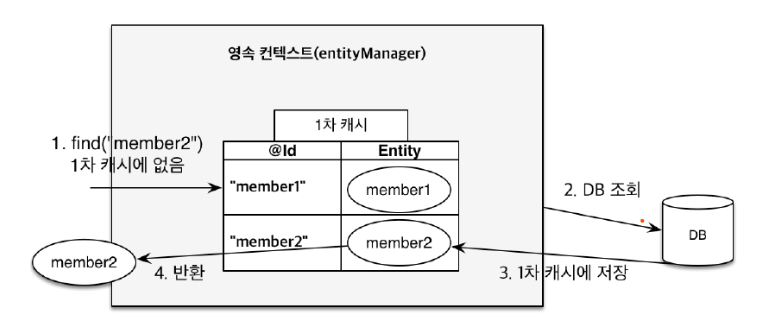 영속 컨텍스트(entityManager)
1차 캐시
1. find("member2")
1차 캐시에 없음
@Id
Entity
"member1"
member1
2. DB 조회
DB
"member2"
member2
member2
4. 반환
3. 1차 캐시에 저장